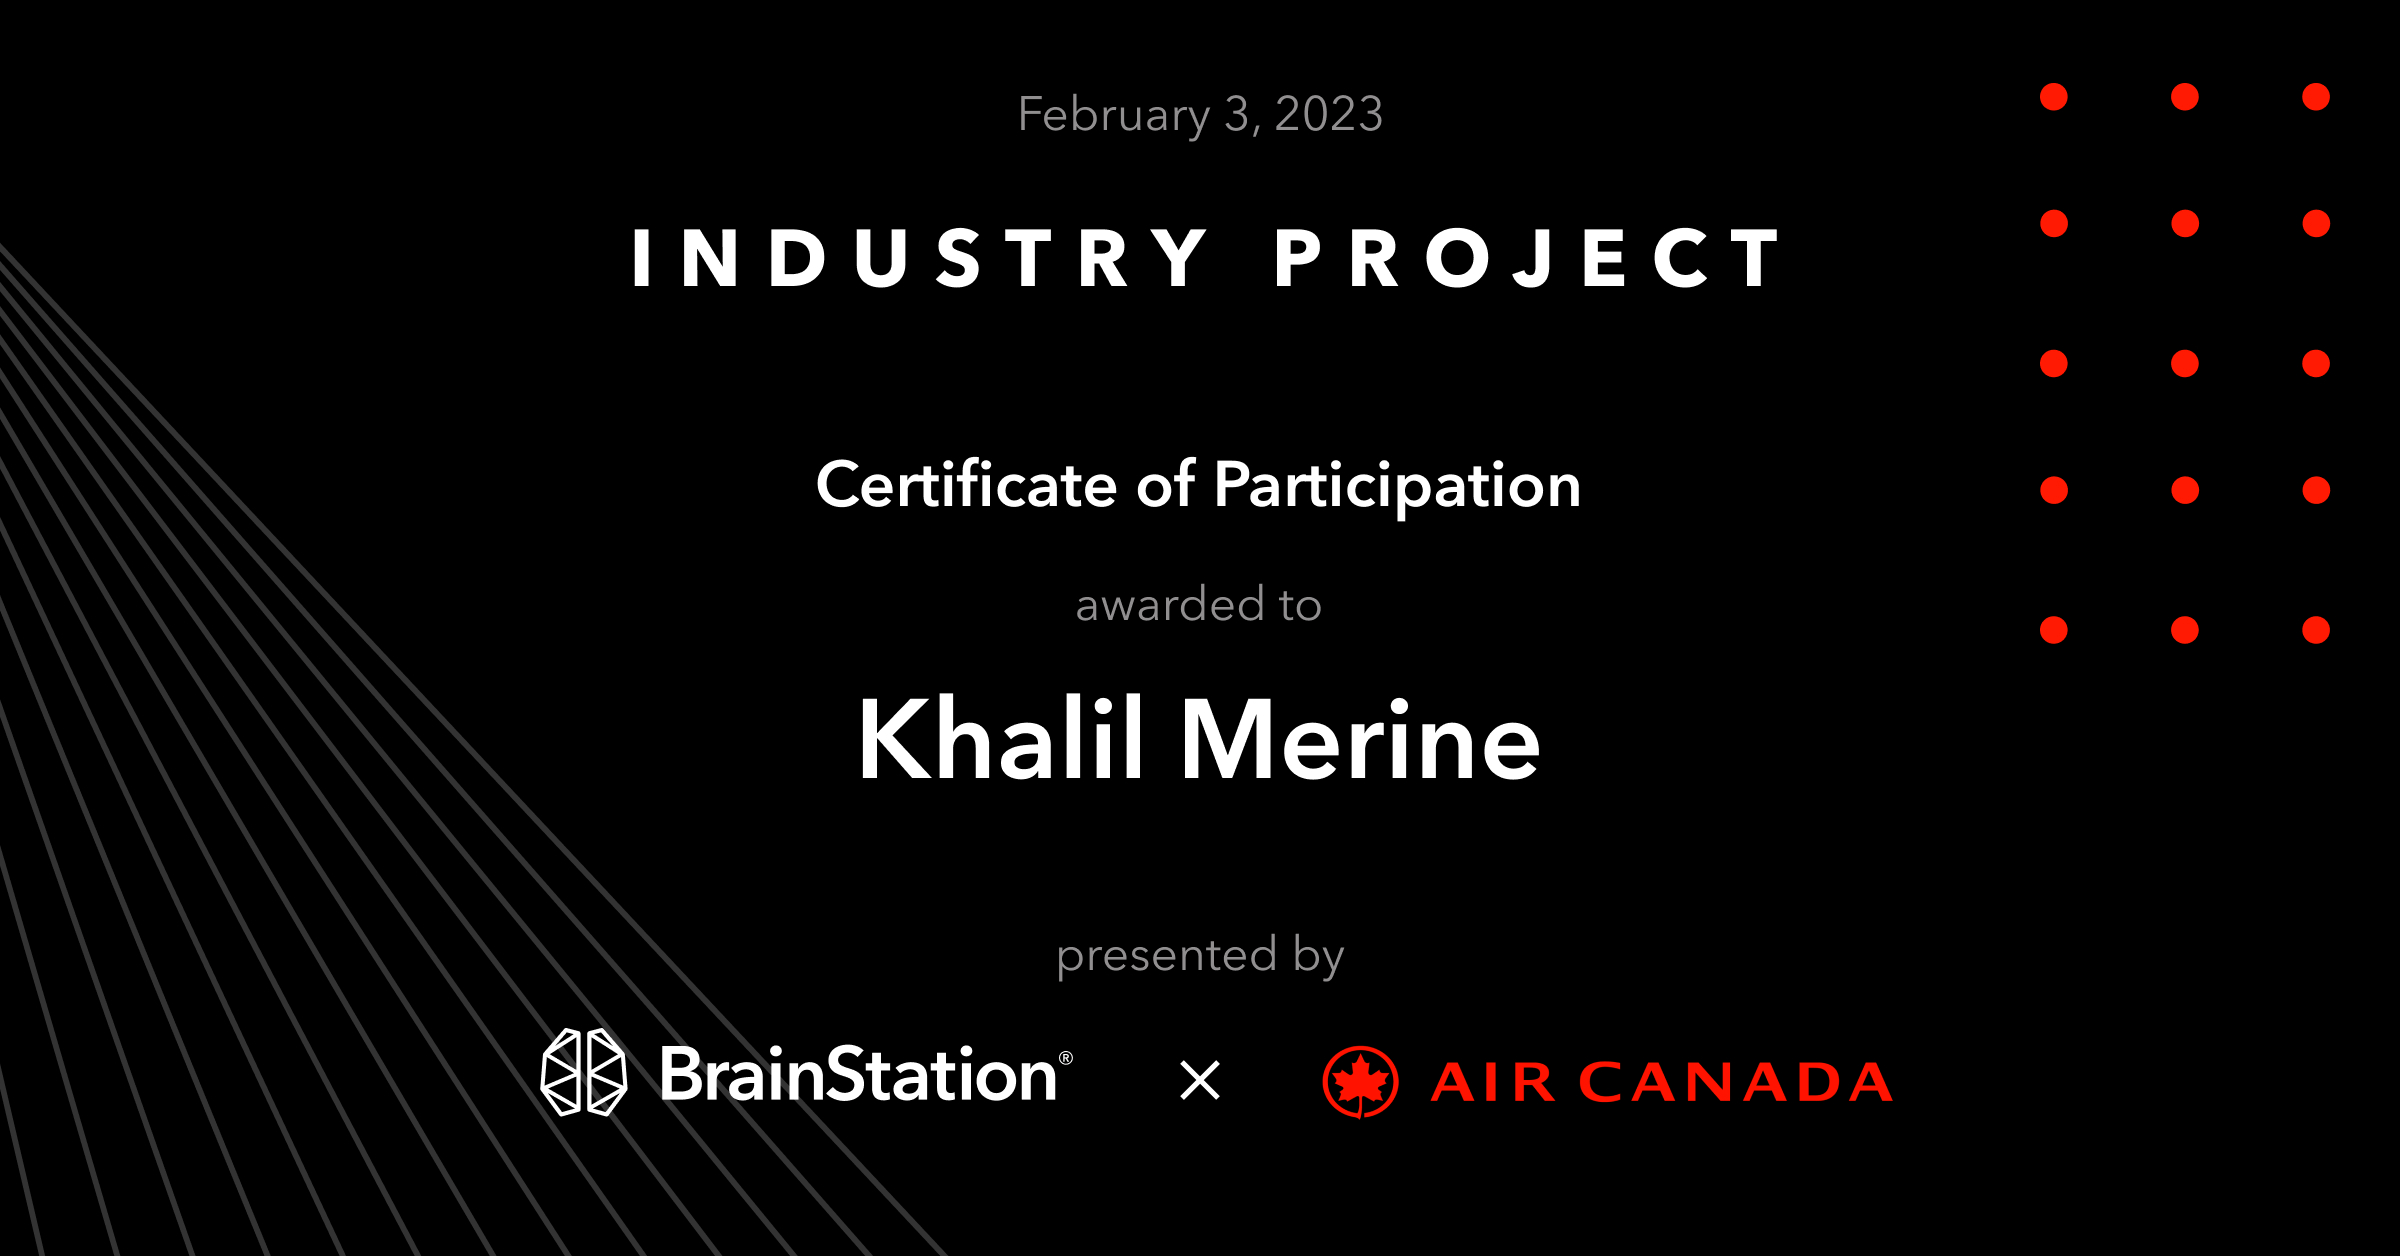 February 3, 2023
INDUSTRY PROJECT
Certificate of Participation
awarded to
Khalil Merine
presented by
BrainStation® × AIR CANADA